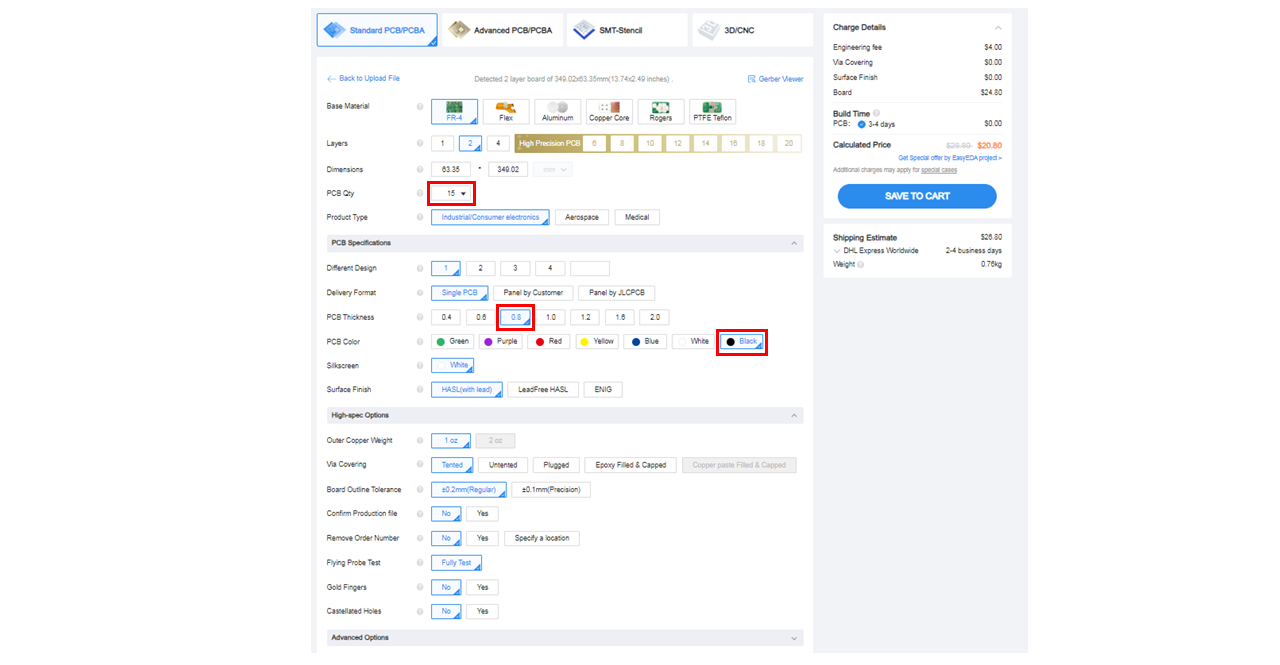 Standard PCB/PCBA
Advanced PCB/PCBA
SMT-Stencil
3D/CNC
Back to Upload File
Detected 2 layer board of 349.02x63.35mm(13.74x2.49 inches) .
Gerber Viewer
Base Material
FR-4
Flex
Aluminum
Copper Core
Rogers
PTFE Teflon
Layers
1 2 4 High Precision PCB 6 8 10 12 14 16 18 20
Dimensions
63.35 * 349.02 mm
PCB Qty
15
Product Type
Industrial/Consumer electronics
Aerospace
Medical
PCB Specifications
Different Design
1 2 3 4
Delivery Format
Single PCB
Panel by Customer
Panel by JLCPCB
PCB Thickness
0.4 0.6 0.8 1.0 1.2 1.6 2.0
PCB Color
Green Purple Red Yellow Blue White Black
Silkscreen
White
Surface Finish
HASL(with lead)
LeadFree HASL
ENIG
High-spec Options
Outer Copper Weight
1 oz 2 oz
Via Covering
Tented
Untented
Plugged
Epoxy Filled & Capped
Copper paste Filled & Capped
Board Outline Tolerance
±0.2mm(Regular)
±0.1mm(Precision)
Confirm Production file
No Yes
Remove Order Number
No Yes Specify a location
Flying Probe Test
Fully Test
Gold Fingers
No Yes
Castellated Holes
No Yes
Advanced Options
Charge Details
Engineering fee $4.00
Via Covering $0.00
Surface Finish $0.00
Board $24.80
Build Time
PCB: 3-4 days $0.00
Calculated Price $28.80 $20.80
Get Special offer by EasyEDA project >
Additional charges may apply for special cases
SAVE TO CART
Shipping Estimate $26.80
DHL Express Worldwide 2-4 business days
Weight 0.76kg